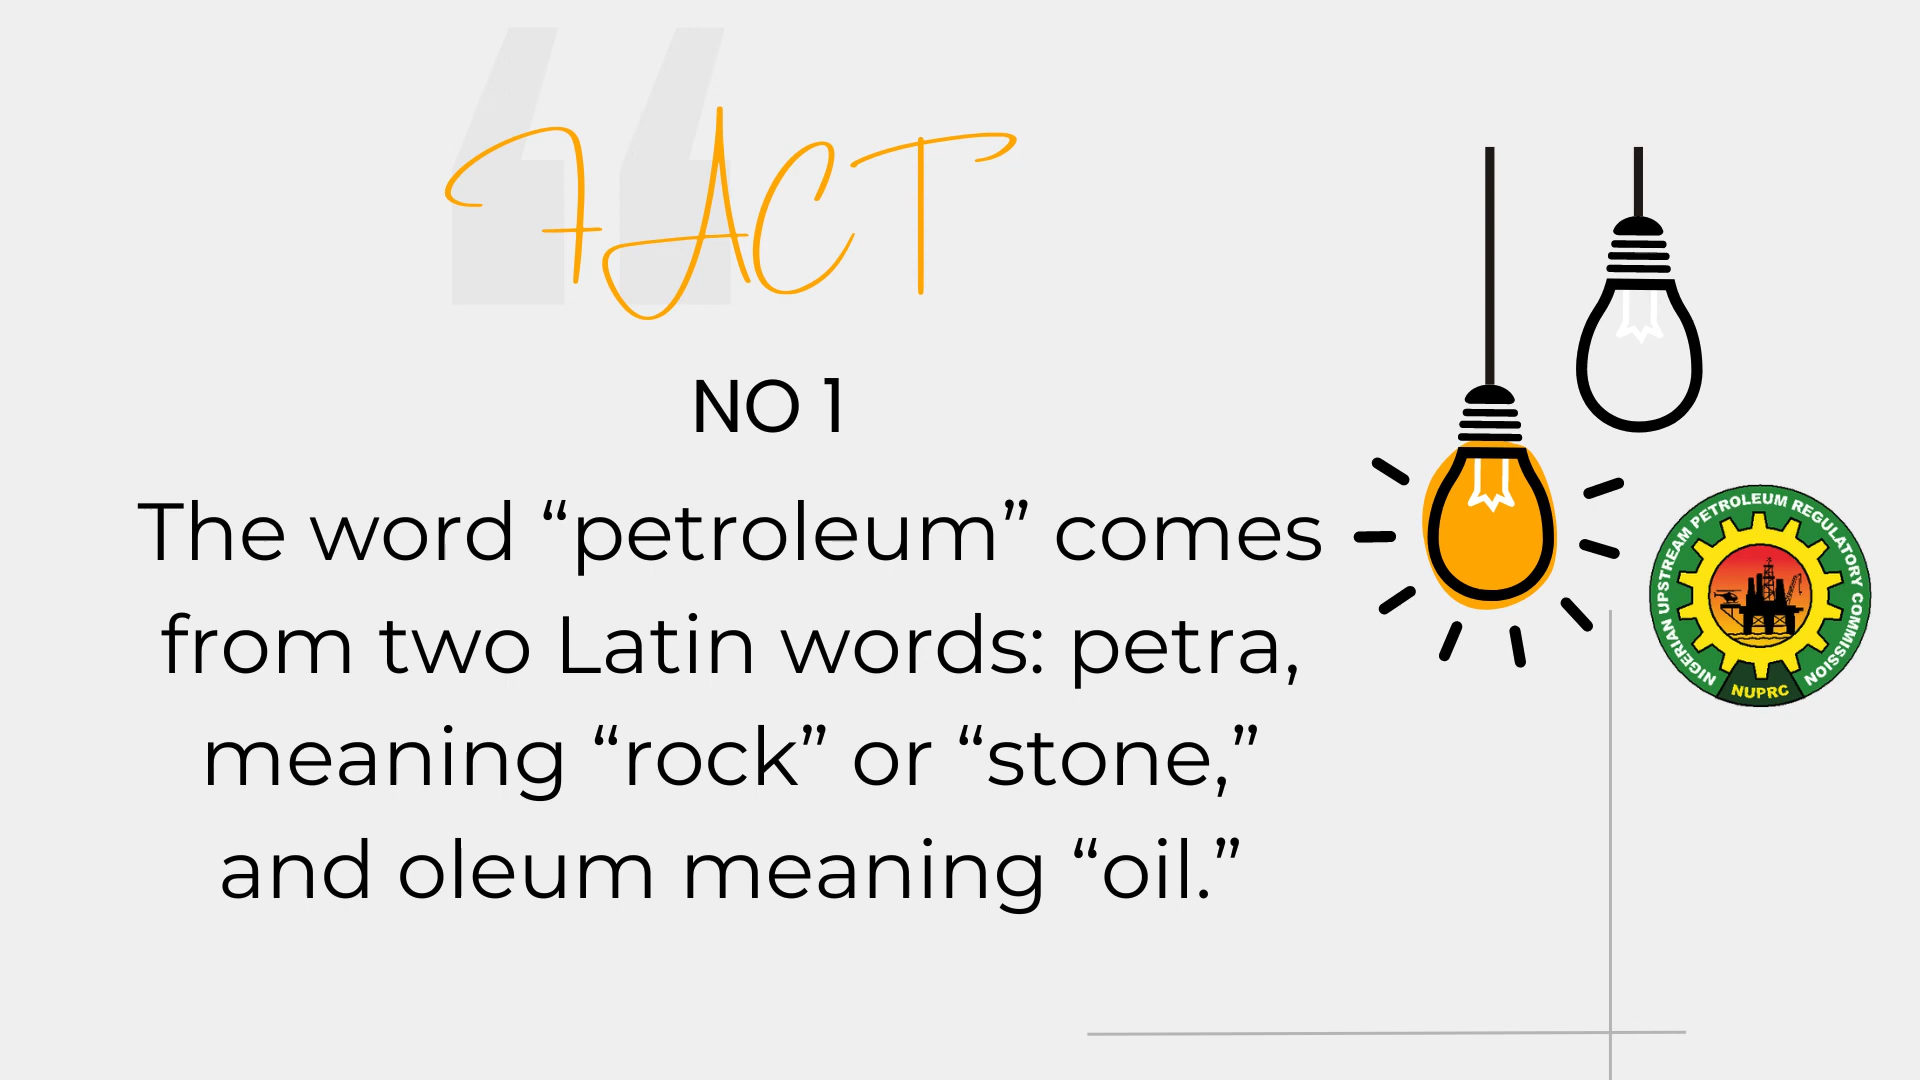 FACT
NO 1
The word “petroleum” comes
from two Latin words: petra,
meaning “rock” or “stone,”
and oleum meaning “oil.”
NIGERIAN UPSTREAM PETROLEUM REGULATORY COMMISSION
NUPRC